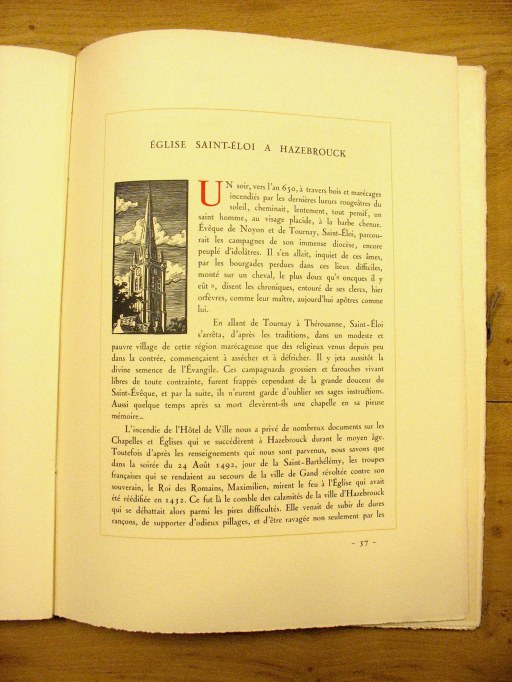 ÉGLISE SAINT-ÉLOI A HAZEBROUCK
UN soir, vers l'an 650, à travers bois et marécages
incendiés par les dernières lueurs rougeâtres du
soleil, cheminait, lentement, tout pensif, un
saint homme, au visage placide, à la barbe chenue.
Evêque de Noyon et de Tournay, Saint-Éloi, parcou-
rait les campagnes de son immense diocèse, encore
peuplé d'idolâtres. Il s'en allait, inquiet de ces âmes,
par les bourgades perdues dans ces lieux difficiles,
monté sur un cheval, le plus doux qu'« oncques il y
eût », disent les chroniques, entouré de ses clercs, hier
orfèvres, comme leur maître, aujourd'hui apôtres comme
lui.
En allant de Tournay à Thérouanne, Saint-Éloi
s'arrêta, d'après les traditions, dans un modeste et
pauvre village de cette région marécageuse que des religieux venus depuis peu
dans la contrée, commençaient à assécher et à défricher. Il y jeta aussitôt la
divine semence de l'Évangile. Ces campagnards grossiers et farouches vivant
libres de toute contrainte, furent frappés cependant de la grande douceur du
Saint-Évêque, et par la suite, ils n'eurent garde d'oublier ses sages instructions.
Aussi quelque temps après sa mort élevèrent-ils une chapelle en sa pieuse
mémoire.-
L'incendie de l'Hôtel de Ville nous a privé de nombreux documents sur les
Chapelles et Églises qui se succédèrent à Hazebrouck durant le moyen âge.
Toutefois d'après les renseignements qui nous sont parvenus, nous savons que
dans la soirée du 24 Août 1492, jour de la Saint-Barthélémy, les troupes
françaises qui se rendaient au secours de la ville de Gand révoltée contre son
souverain, le Roi des Romains, Maximilien, mirent le feu à l'Église qui avait
été réédifiée en 1432. Ce fut là le comble des calamités de la ville d'Hazebrouck
qui se débattait alors parmi les pires difficultés. Elle venait de subir de dures
rançons, de supporter d'odieux pillages, et d'être ravagée non seulement par les
- 37 -